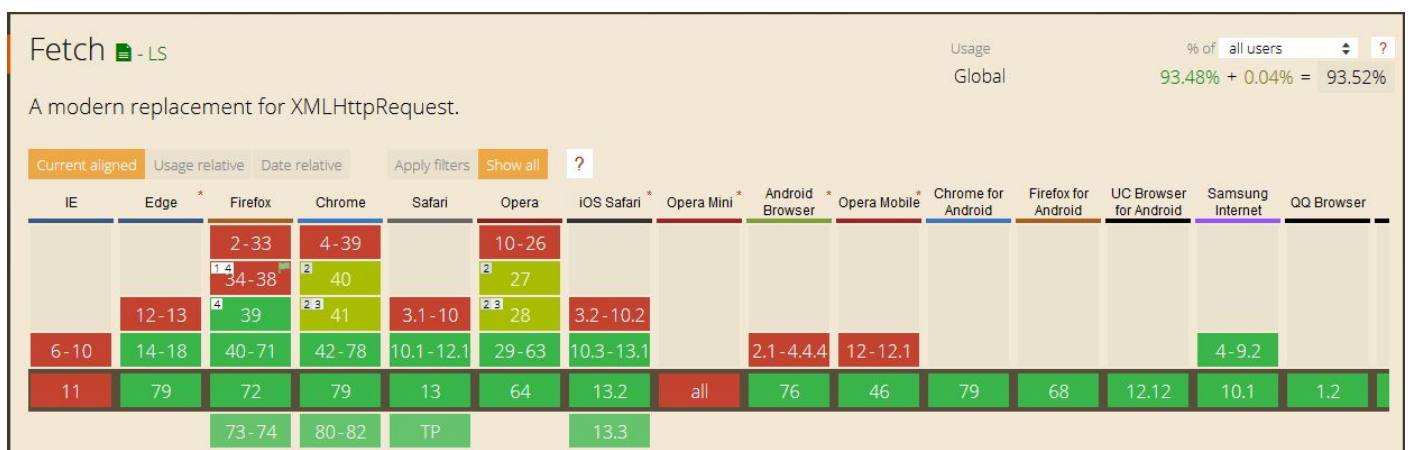 Fetch - LS
Usage % of all users ?
Global 93.48% + 0.04% = 93.52%
A modern replacement for XMLHttpRequest.
Current aligned Usage relative Date relative Apply filters Show all ?
IE Edge * Firefox Chrome Safari Opera iOS Safari * Opera Mini * Android Browser * Opera Mobile * Chrome for Android Firefox for Android UC Browser for Android Samsung Internet QQ Browser
2-33 4-39 10-26
1 4 34-38 2 40 2 27
12-13 4 39 2 3 41 3.1-10 2 3 28 3.2-10.2
6-10 14-18 40-71 42-78 10.1-12.1 29-63 10.3-13.1 2.1-4.4.4 12-12.1 4-9.2
11 79 72 79 13 64 13.2 all 76 46 79 68 12.12 10.1 1.2
73-74 80-82 TP 13.3